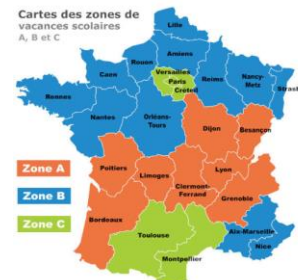 Cartes des zones de
vacances scolaires
A, B et C
Lille
Amiens
Rouen
Caen
Versailles
Paris
Créteil
Reims
Nancy-
Metz
Strast
Rennes
Nantes
Orléans-
Tours
Dijon
Besançon
Zone A
Zone B
Zone C
Poitiers
Limoges
Clermont-
Ferrand
Lyon
Grenoble
Bordeaux
Toulouse
Montpellier
Aix-Marseille
Nice